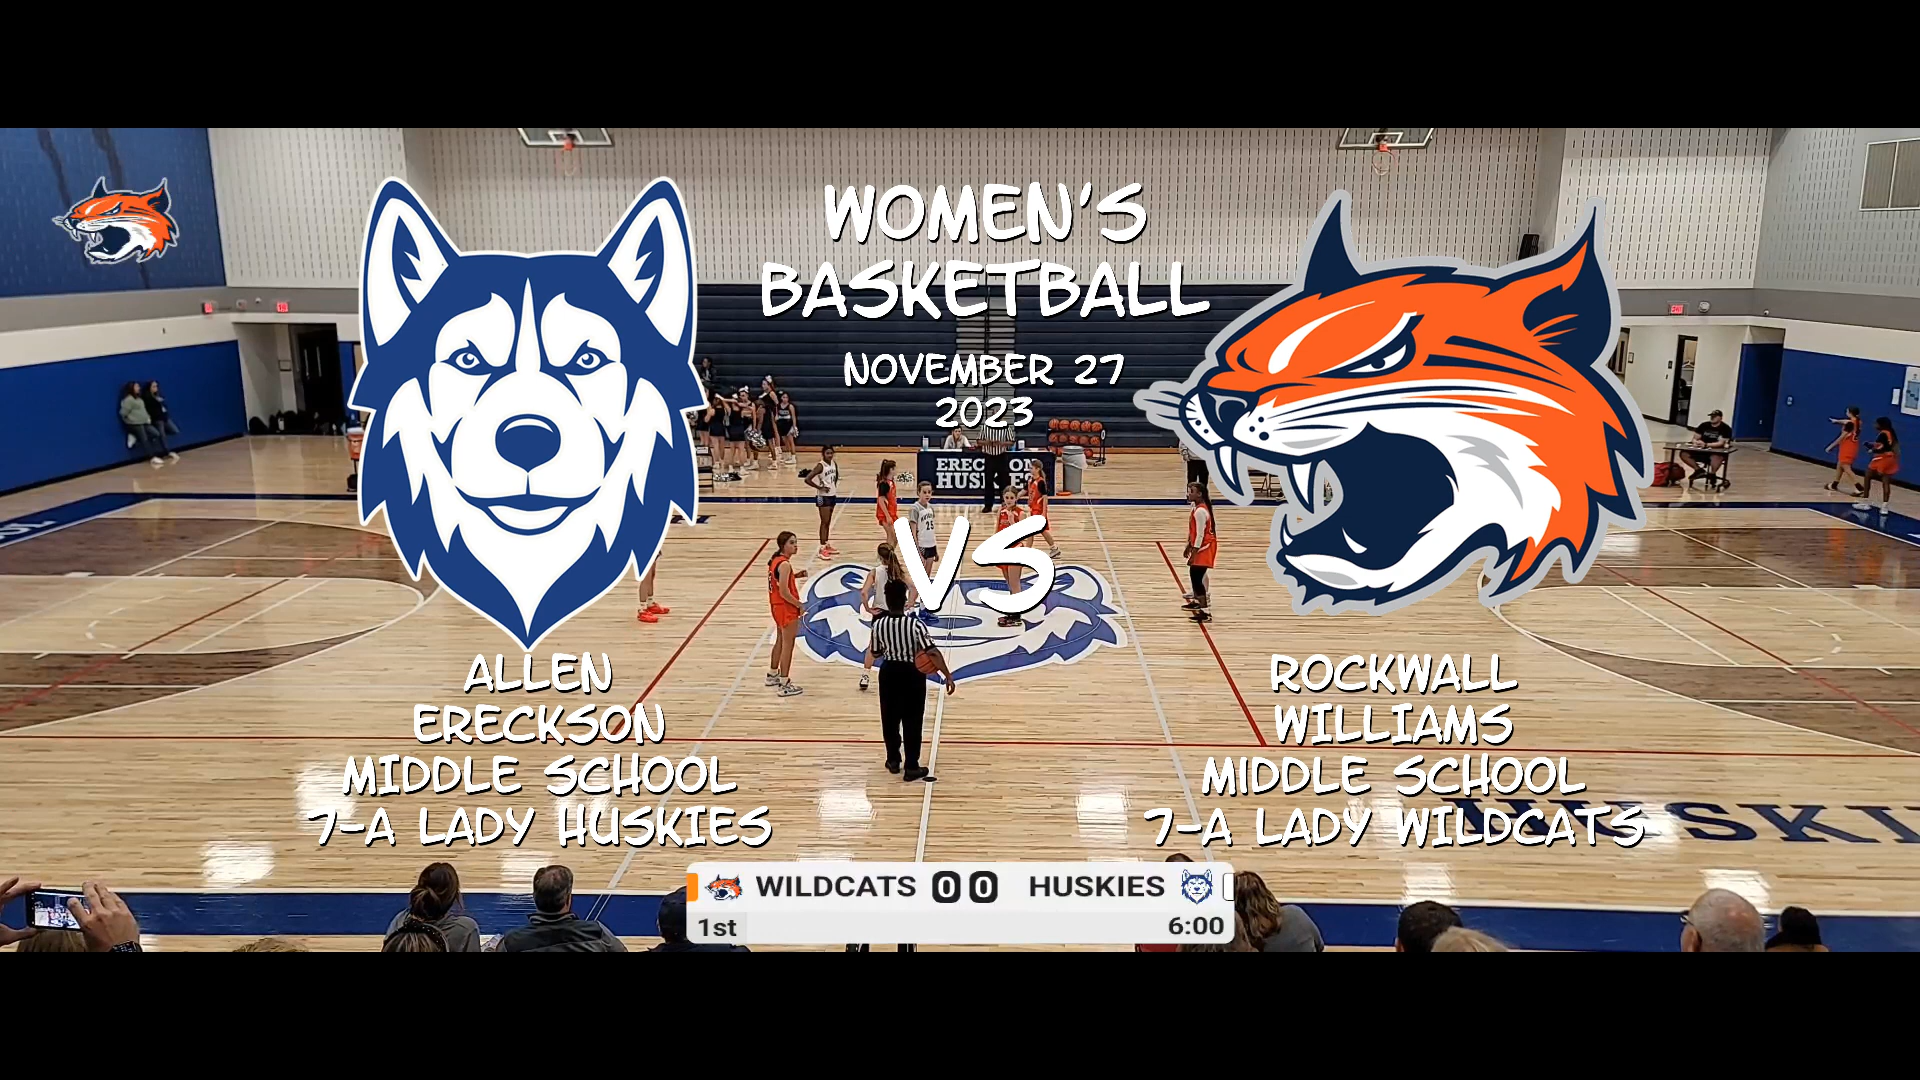 WOMEN'S
BASKETBALL
NOVEMBER 27
2023
VS
ALLEN
ERECKSON
MIDDLE SCHOOL
7-A LADY HUSKIES
ROCKWALL
WILLIAMS
MIDDLE SCHOOL
7-A LADY WILDCATS
WILDCATS 0 0 HUSKIES
1st 6:00
25